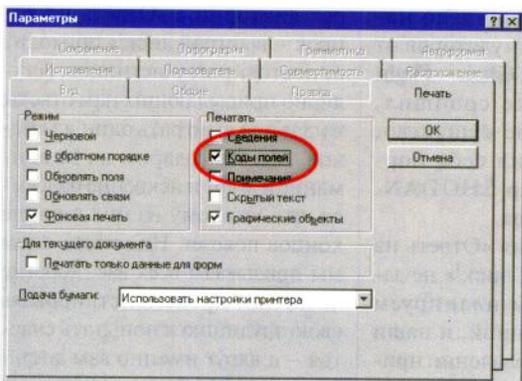 Параметры
Сохранение Орфография Грамматика Автоформат
Исправления Пользователь Совместимость Расположение
Вид Общие Правка Печать
Режим
Черновой
В обратном порядке
Обновлять поля
Обновлять связи
Фоновая печать
Печатать
Сведения
Коды полей
Примечания
Скрытый текст
Графические объекты
OK
Отмена
Для текущего документа
Печатать только данные для форм
Подача бумаги: Использовать настройки принтера